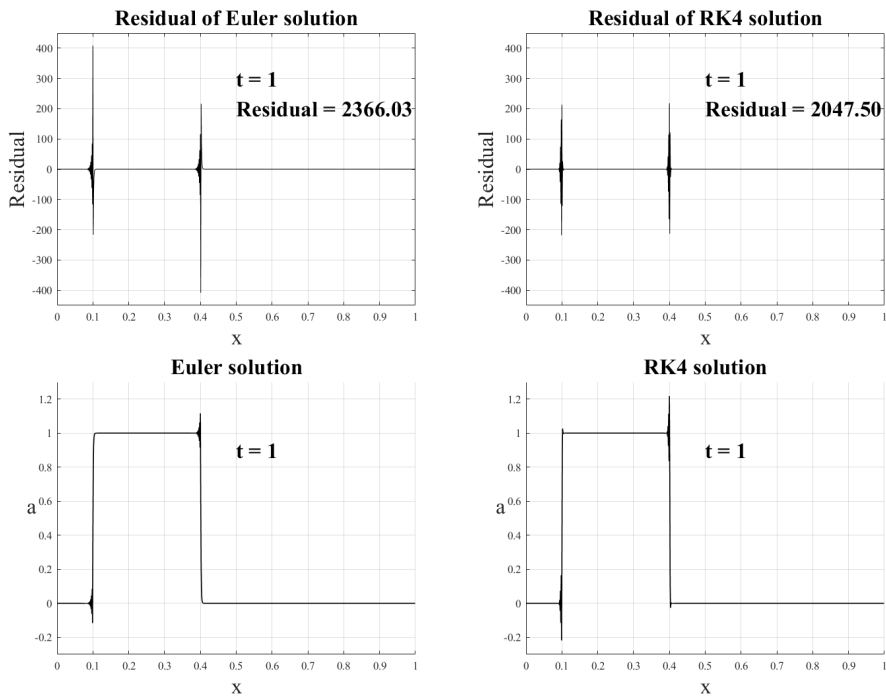 Residual of Euler solution
400
300
200
100
0
-100
-200
-300
-400
Residual
t = 1
Residual = 2366.03
0 0.1 0.2 0.3 0.4 0.5 0.6 0.7 0.8 0.9 1
x
Residual of RK4 solution
400
300
200
100
0
-100
-200
-300
-400
Residual
t = 1
Residual = 2047.50
0 0.1 0.2 0.3 0.4 0.5 0.6 0.7 0.8 0.9 1
x
Euler solution
1.2
1
0.8
0.6
0.4
0.2
0
-0.2
a
t = 1
0 0.1 0.2 0.3 0.4 0.5 0.6 0.7 0.8 0.9 1
x
RK4 solution
1.2
1
0.8
0.6
0.4
0.2
0
-0.2
a
t = 1
0 0.1 0.2 0.3 0.4 0.5 0.6 0.7 0.8 0.9 1
x